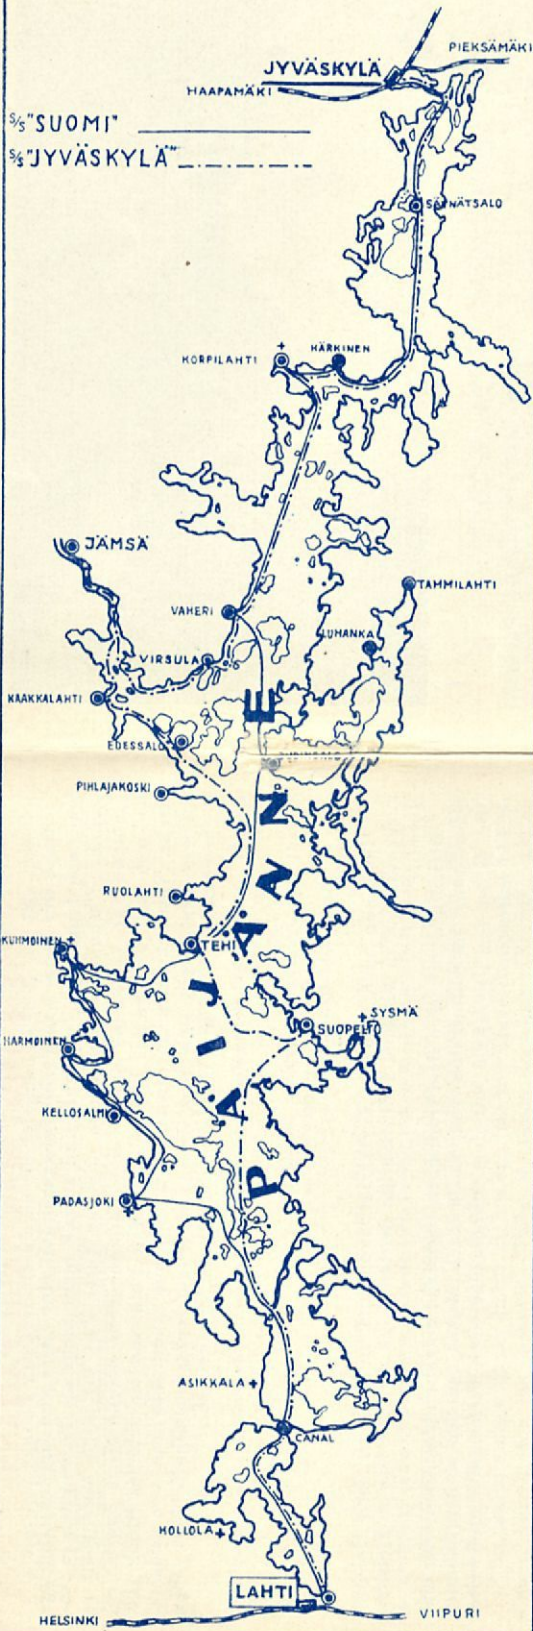 PIEKSÄMÄKI
JYVÄSKYLÄ
HAAPAMÄKI
S/S "SUOMI"
S/S "JYVÄSKYLÄ"
SÄYNÄTSALO
KORPILAHTI
HÄRKINEN
JÄMSÄ
TAMMILAHTI
VAHERI
LUHANKA
VIRSULA
KAAKKALAHTI
EDESSALO
PIHLAJAKOSKI
RUOLAHTI
KUHMOINEN
TEHI
SYSMÄ
SUOPELTO
HARMOINEN
KELLOSALMI
PADASJOKI
PÄIJÄNNE
ASIKKALA
CANAL
HOLLOLA
LAHTI
HELSINKI
VIIPURI